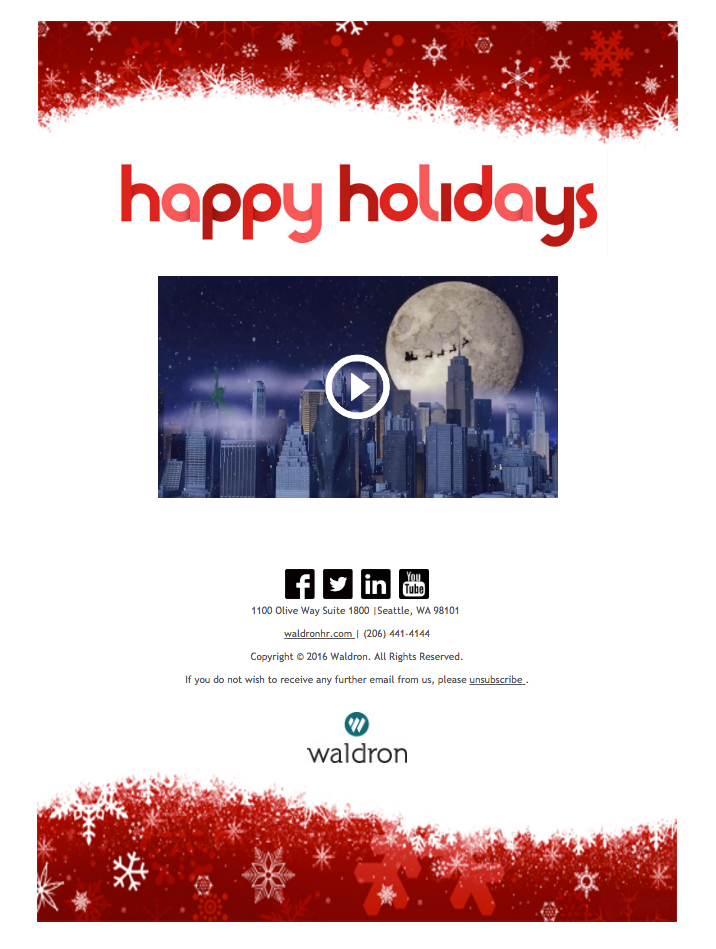 happy holidays
You
Tube
1100 Olive Way Suite 1800 |Seattle, WA 98101
waldronhr.com | (206) 441-4144
Copyright © 2016 Waldron. All Rights Reserved.
If you do not wish to receive any further email from us, please unsubscribe .
waldron